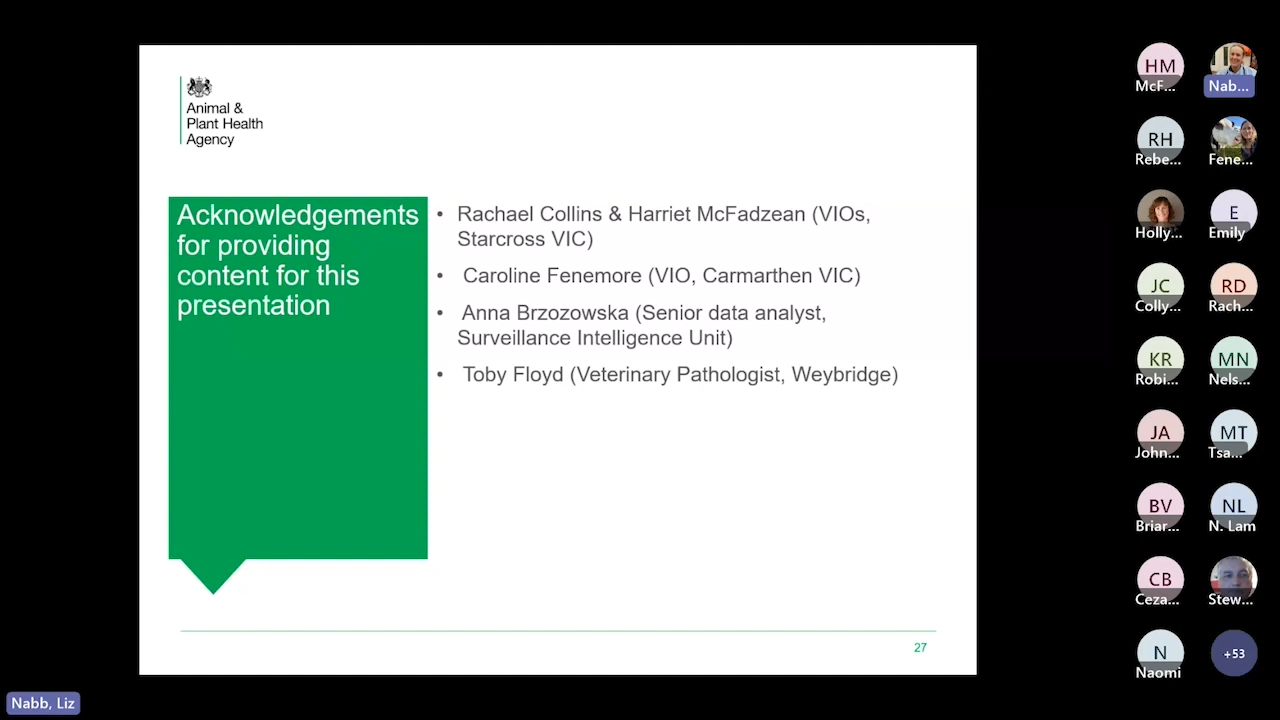 Animal &
Plant Health
Agency
Acknowledgements
for providing
content for this
presentation
• Rachael Collins & Harriet McFadzean (VIOs,
Starcross VIC)
• Caroline Fenemore (VIO, Carmarthen VIC)
• Anna Brzozowska (Senior data analyst,
Surveillance Intelligence Unit)
• Toby Floyd (Veterinary Pathologist, Weybridge)
27
HM
McF...
Nab...
RH
Rebe...
Fene...
Holly...
E
Emily
JC
Colly...
RD
Rach...
KR
Robi...
MN
Nels...
JA
John...
MT
Tsa...
BV
Briar...
NL
N. Lam
CB
Ceza...
Stew...
N
Naomi
+53
Nabb, Liz